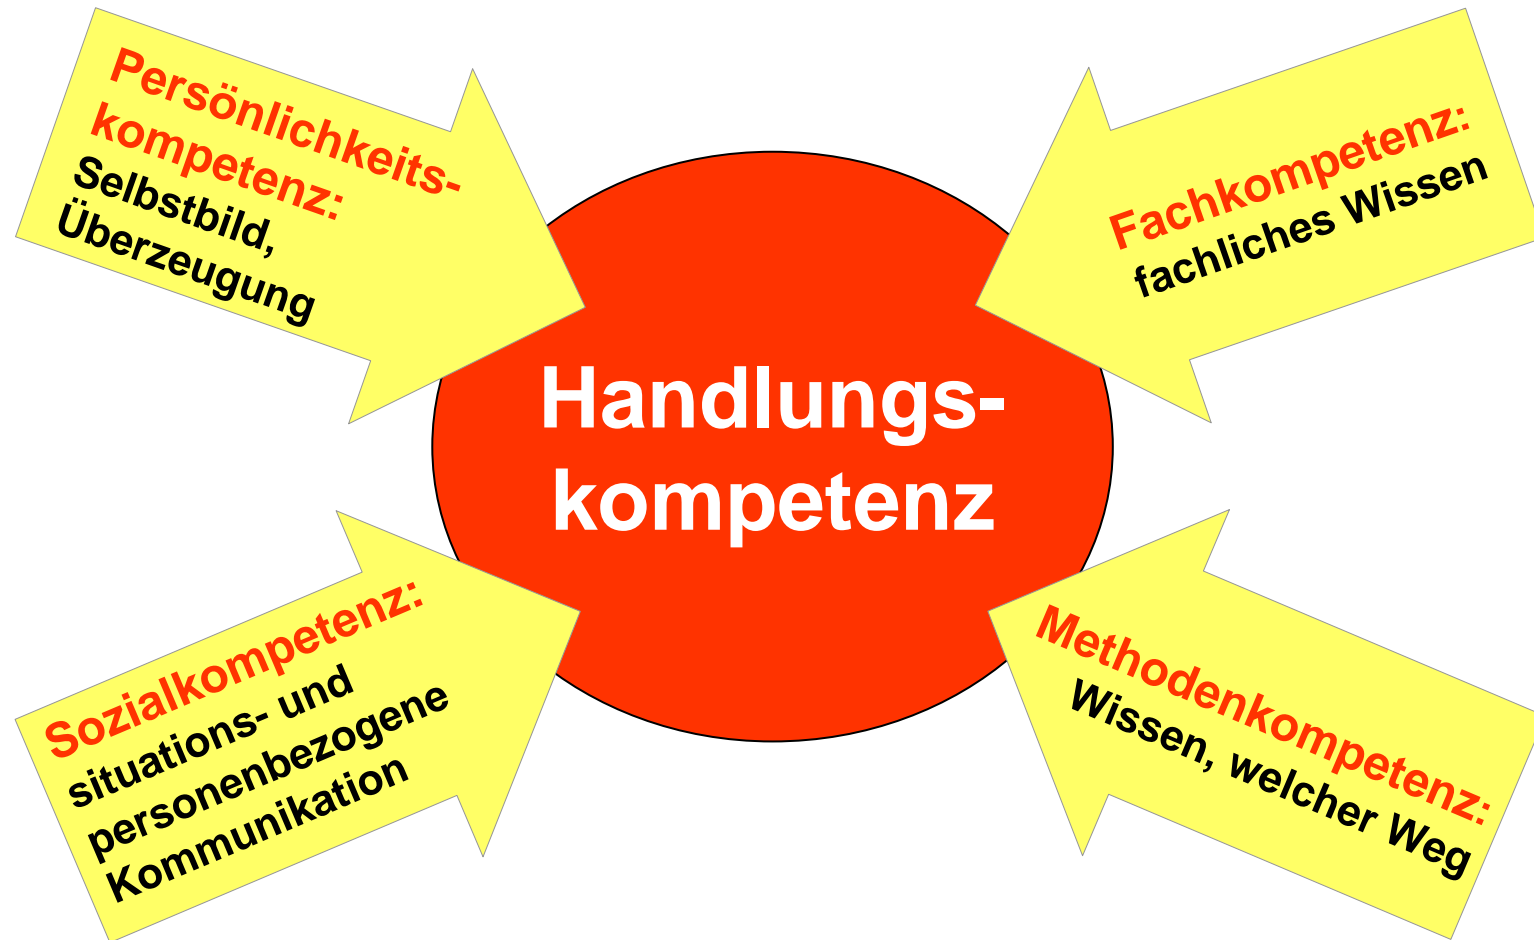 Persönlichkeits-
kompetenz:
Selbstbild,
Überzeugung
Fachkompetenz:
fachliches Wissen
Handlungs-
kompetenz
Sozialkompetenz:
situations- und
personenbezogene
Kommunikation
Methodenkompetenz:
Wissen, welcher Weg